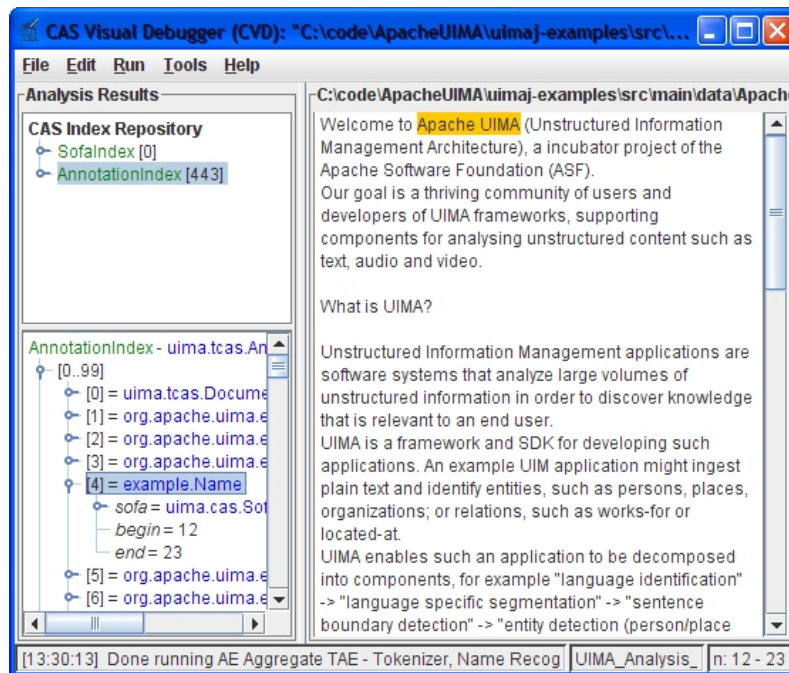 CAS Visual Debugger (CVD): "C:\code\ApacheUIMA\uimaj-examples\src\...
File Edit Run Tools Help
Analysis Results
CAS Index Repository
SofaIndex [0]
AnnotationIndex [443]
AnnotationIndex - uima.tcas.An
[0..99]
[0] = uima.tcas.Docume
[1] = org.apache.uima.e
[2] = org.apache.uima.e
[3] = org.apache.uima.e
[4] = example.Name
sofa = uima.cas.Sof
begin = 12
end = 23
[5] = org.apache.uima.e
[6] = org.apache.uima.e
C:\code\ApacheUIMA\uimaj-examples\src\main\data\Apache
Welcome to Apache UIMA (Unstructured Information
Management Architecture), a incubator project of the
Apache Software Foundation (ASF).
Our goal is a thriving community of users and
developers of UIMA frameworks, supporting
components for analysing unstructured content such as
text, audio and video.
What is UIMA?
Unstructured Information Management applications are
software systems that analyze large volumes of
unstructured information in order to discover knowledge
that is relevant to an end user.
UIMA is a framework and SDK for developing such
applications. An example UIM application might ingest
plain text and identify entities, such as persons, places,
organizations; or relations, such as works-for or
located-at.
UIMA enables such an application to be decomposed
into components, for example "language identification"
-> "language specific segmentation" -> "sentence
boundary detection" -> "entity detection (person/place
[13:30:13] Done running AE Aggregate TAE - Tokenizer, Name Recog
UIMA_Analysis_
n: 12 - 23